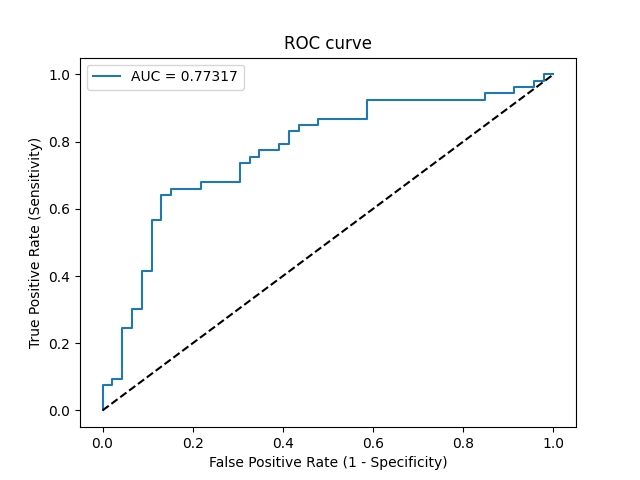 ROC curve
AUC = 0.77317
1.0
0.8
0.6
0.4
0.2
0.0
True Positive Rate (Sensitivity)
0.0 0.2 0.4 0.6 0.8 1.0
False Positive Rate (1 - Specificity)